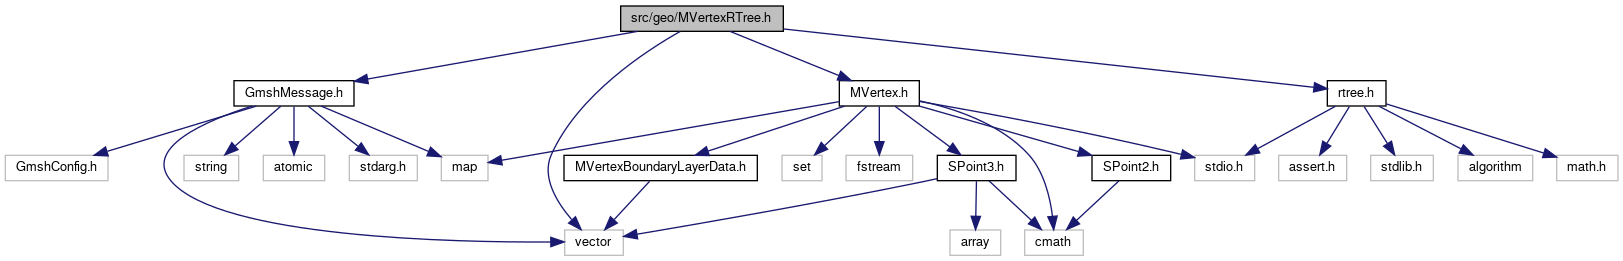 src/geo/MVertexRTree.h
GmshMessage.h
MVertex.h
rtree.h
GmshConfig.h
string
atomic
stdarg.h
map
MVertexBoundaryLayerData.h
set
fstream
SPoint3.h
SPoint2.h
stdio.h
assert.h
stdlib.h
algorithm
math.h
vector
array
cmath